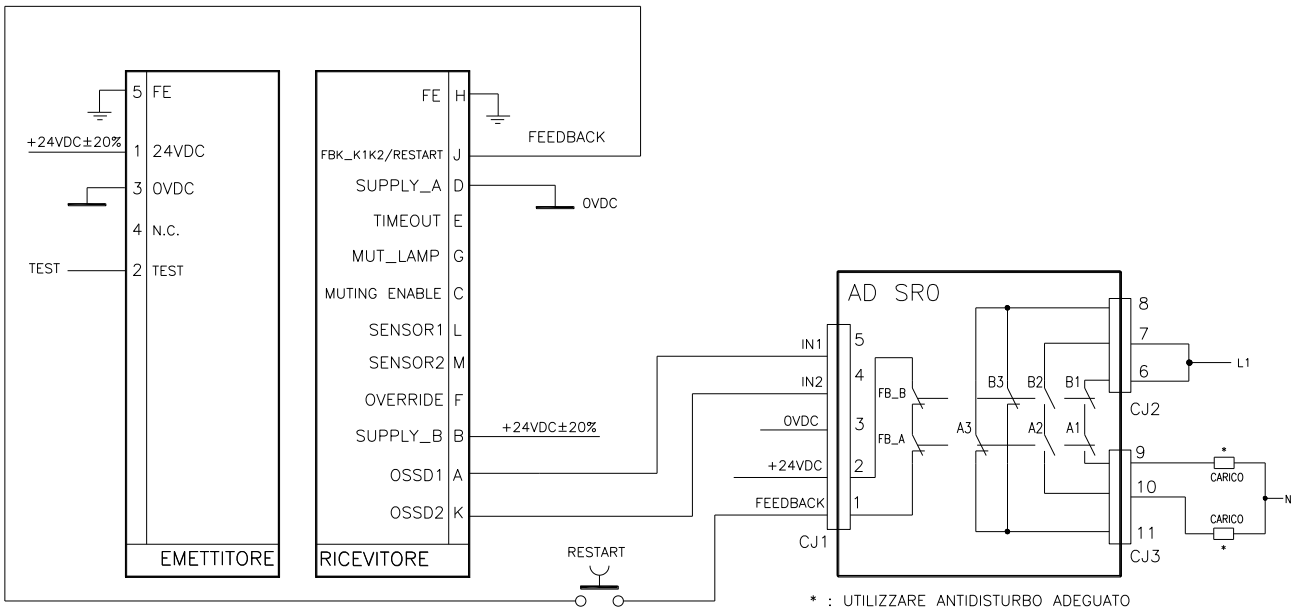 5 FE
+24VDC±20%
1 24VDC
3 0VDC
4 N.C.
TEST
2 TEST
EMETTITORE
FE H
FEEDBACK
FBK_K1K2/RESTART J
SUPPLY_A D
0VDC
TIMEOUT E
MUT_LAMP G
MUTING ENABLE C
SENSOR1 L
SENSOR2 M
OVERRIDE F
SUPPLY_B B
+24VDC±20%
OSSD1 A
OSSD2 K
RICEVITORE
RESTART
AD SR0
IN1
5
IN2
4
0VDC
3
+24VDC
2
FEEDBACK
1
CJ1
FB_B
FB_A
B3
B2
B1
A3
A2
A1
8
7
6
CJ2
L1
9
10
11
CJ3
*
CARICO
N
CARICO
*
* : UTILIZZARE ANTIDISTURBO ADEGUATO